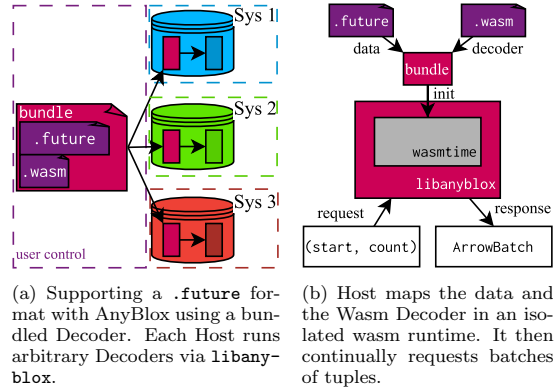 Sys 1
Sys 2
Sys 3
bundle
.future
.wasm
user control
(a) Supporting a .future for-
mat with AnyBlox using a bun-
dled Decoder. Each Host runs
arbitrary Decoders via libany-
blox.
.future
.wasm
data
decoder
bundle
init
wasmtime
libanyblox
request
response
(start, count)
ArrowBatch
(b) Host maps the data and
the Wasm Decoder in an iso-
lated wasm runtime. It then
continually requests batches
of tuples.